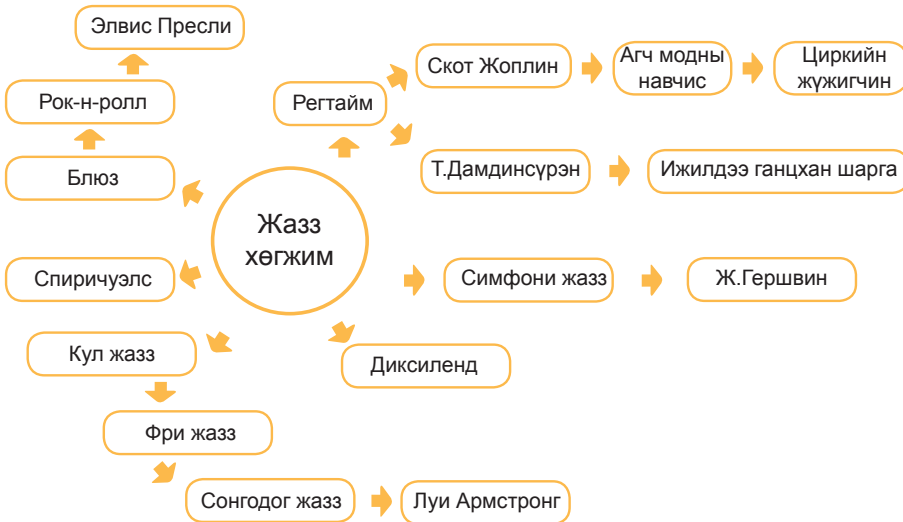 Элвис Пресли
Рок-н-ролл
Блюз
Спиричуэлс
Кул жазз
Фри жазз
Сонгодог жазз
Луи Армстронг
Жазз
хөгжим
Регтайм
Скот Жоплин
Агч модны
навчис
Циркийн
жүжигчин
Т.Дамдинсүрэн
Ижилдээ ганцхан шарга
Симфони жазз
Ж.Гершвин
Диксиленд